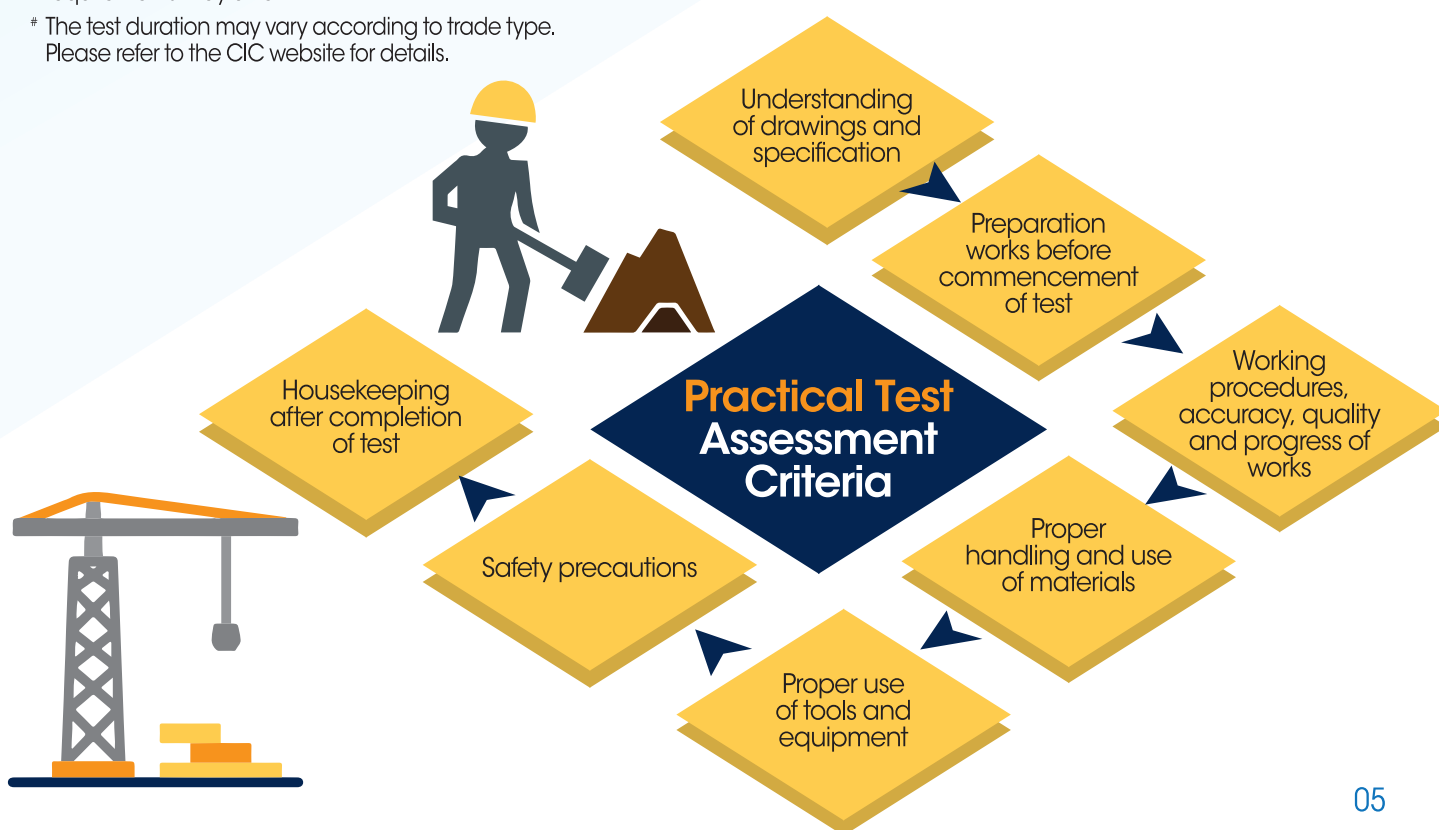 # The test duration may vary according to trade type.
Please refer to the CIC website for details.
Understanding
of drawings and
specification
Preparation
works before
commencement
of test
Working
procedures,
accuracy, quality
and progress of
works
Proper
handling and use
of materials
Proper use
of tools and
equipment
Safety precautions
Housekeeping
after completion
of test
Practical Test
Assessment
Criteria
05